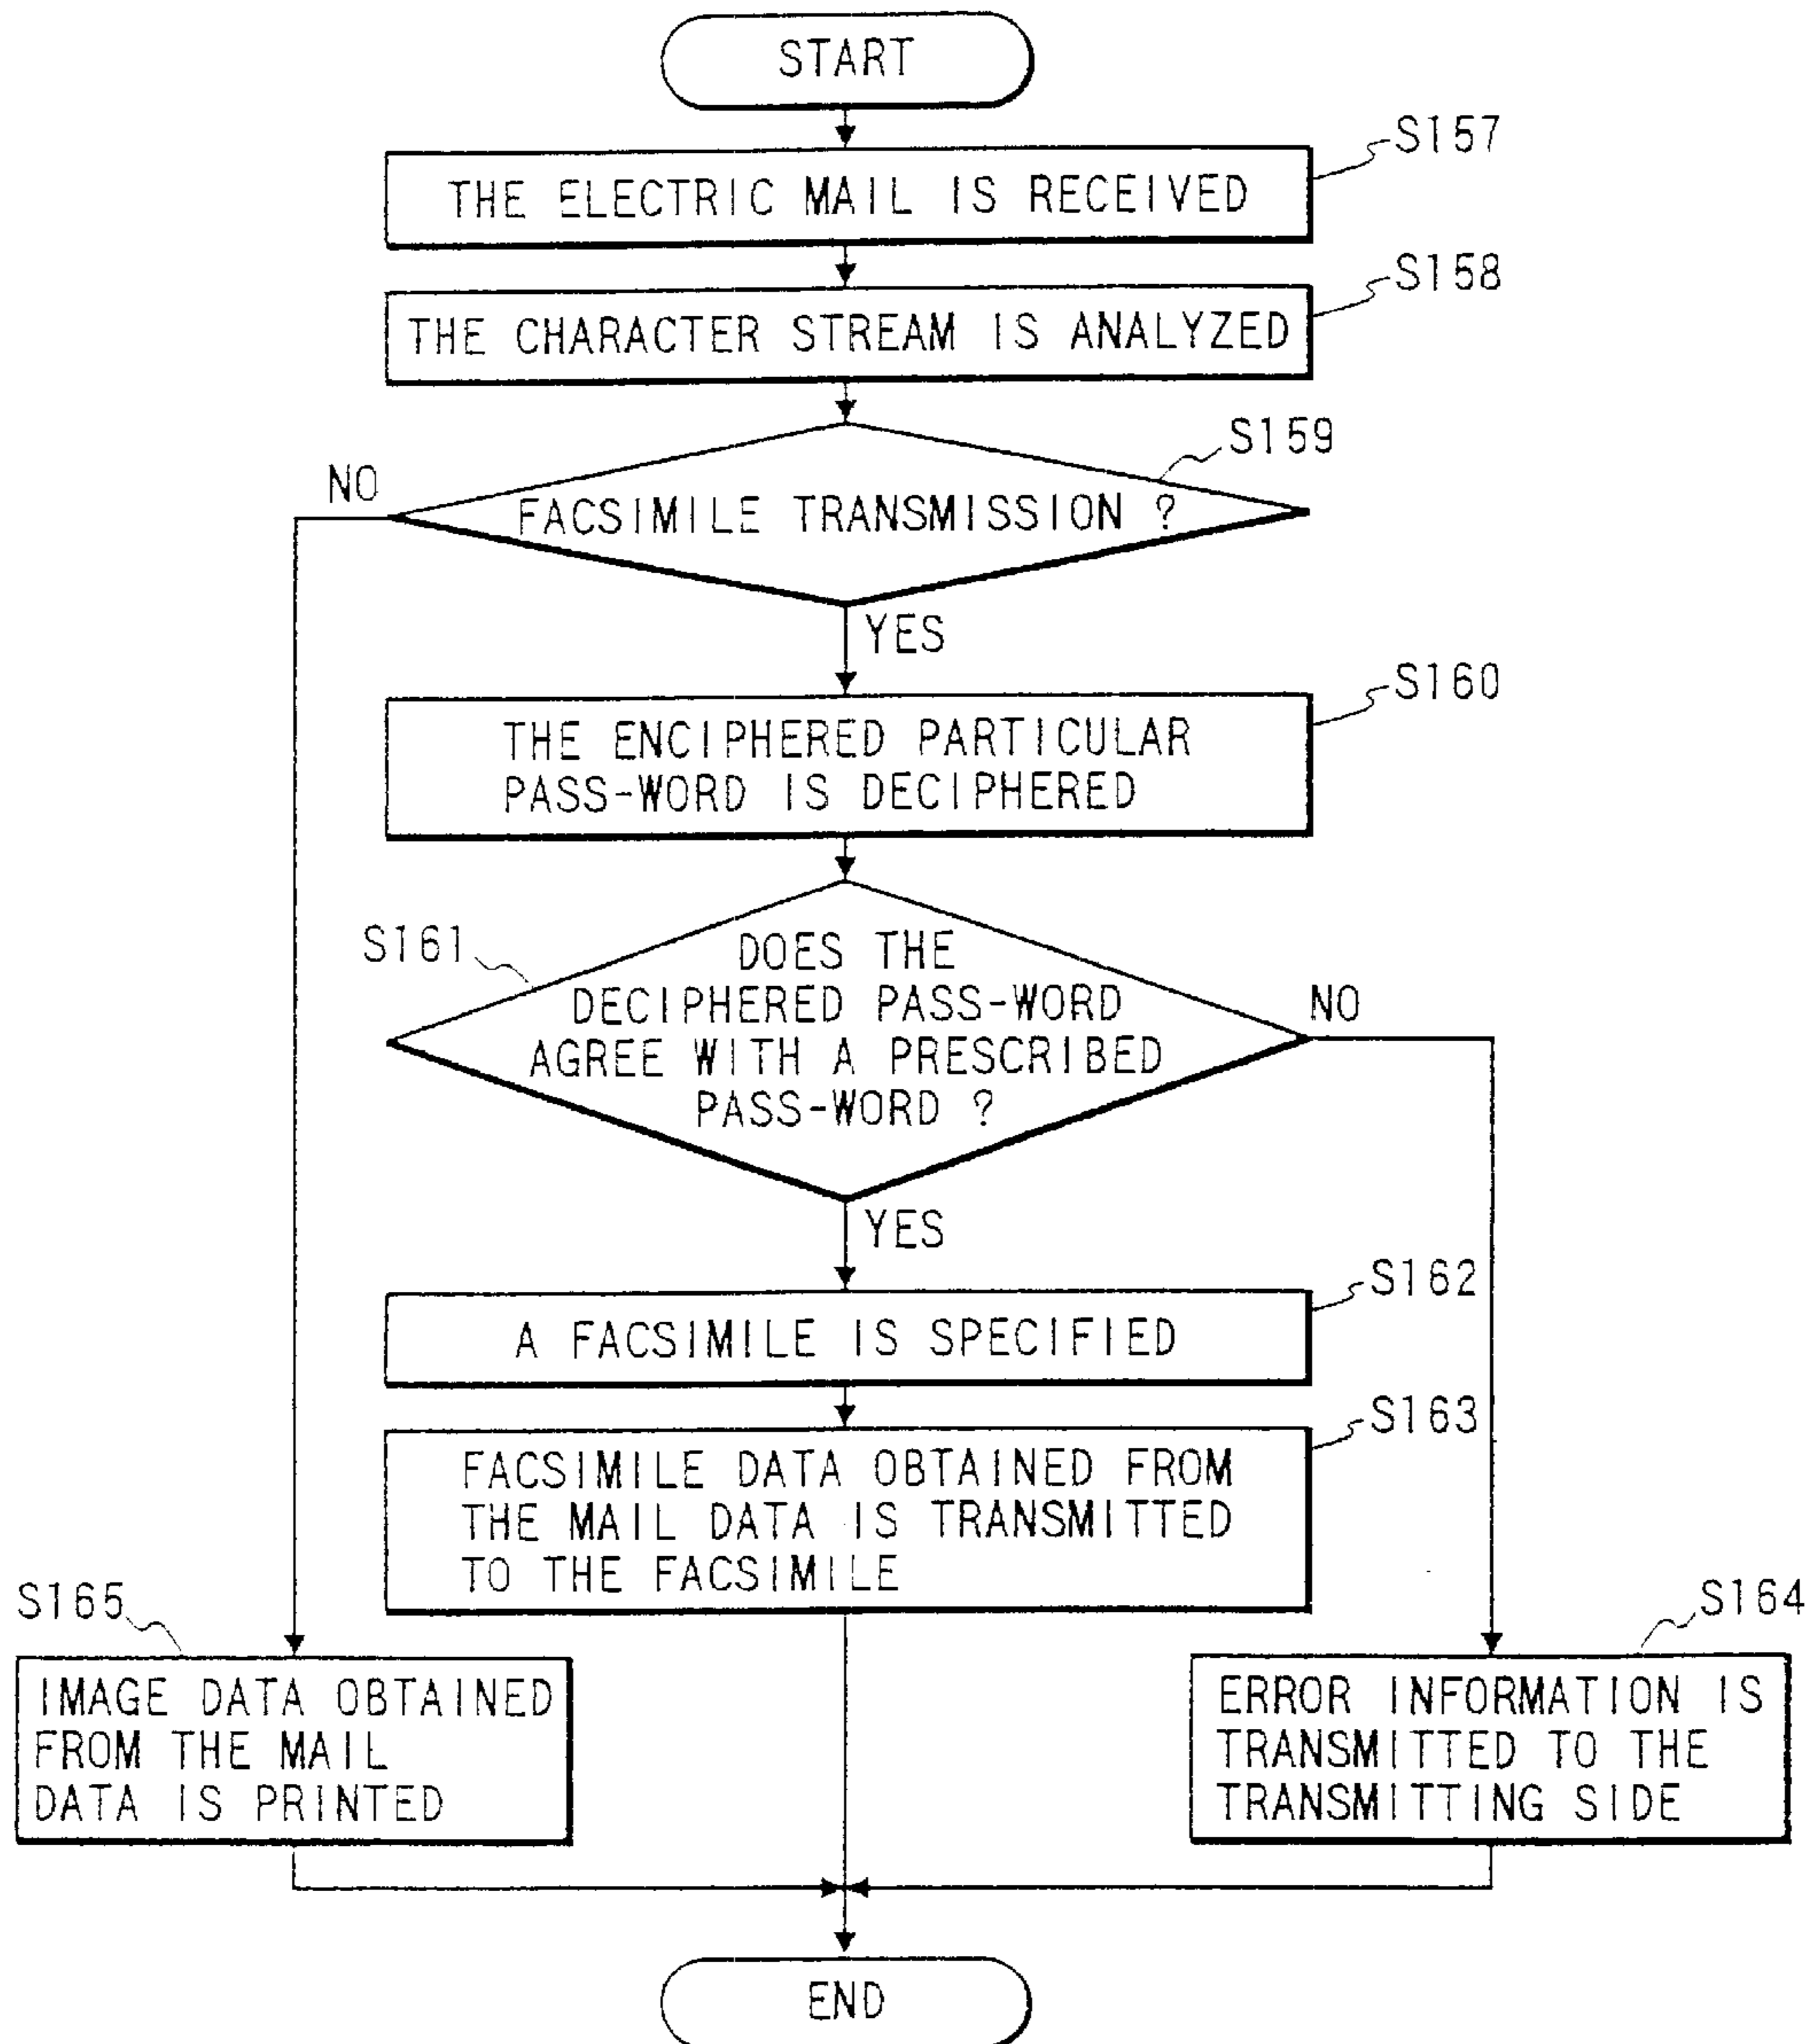 START
S157
THE ELECTRIC MAIL IS RECEIVED
S158
THE CHARACTER STREAM IS ANALYZED
S159
NO
FACSIMILE TRANSMISSION ?
YES
S160
THE ENCIPHERED PARTICULAR
PASS-WORD IS DECIPHERED
S161
DOES THE
DECIPHERED PASS-WORD
AGREE WITH A PRESCRIBED
PASS-WORD ?
NO
YES
S162
A FACSIMILE IS SPECIFIED
S163
FACSIMILE DATA OBTAINED FROM
THE MAIL DATA IS TRANSMITTED
TO THE FACSIMILE
S165
IMAGE DATA OBTAINED
FROM THE MAIL
DATA IS PRINTED
S164
ERROR INFORMATION IS
TRANSMITTED TO THE
TRANSMITTING SIDE
END